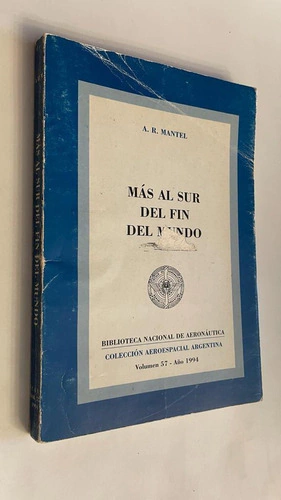 A. R. MANTEL
MÁS AL SUR
DEL FIN
DEL MUNDO
BIBLIOTECA NACIONAL DE AERONÁUTICA
COLECCIÓN AEROESPACIAL ARGENTINA
Volumen 57 - Año 1994
MÁS AL SUR DEL FIN DEL MUNDO